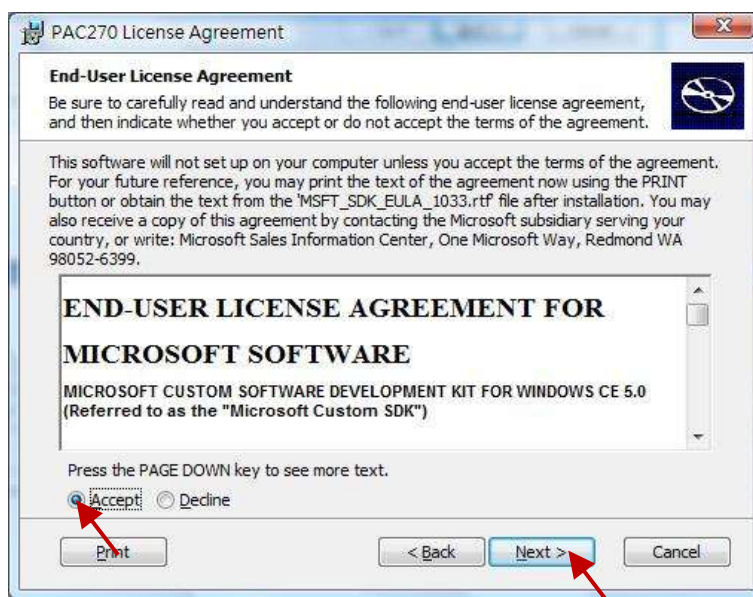 PAC270 License Agreement
End-User License Agreement
Be sure to carefully read and understand the following end-user license agreement,
and then indicate whether you accept or do not accept the terms of the agreement.
This software will not set up on your computer unless you accept the terms of the agreement.
For your future reference, you may print the text of the agreement now using the PRINT
button or obtain the text from the 'MSFT_SDK_EULA_1033.rtf' file after installation. You may
also receive a copy of this agreement by contacting the Microsoft subsidiary serving your
country, or write: Microsoft Sales Information Center, One Microsoft Way, Redmond WA
98052-6399.
END-USER LICENSE AGREEMENT FOR
MICROSOFT SOFTWARE
MICROSOFT CUSTOM SOFTWARE DEVELOPMENT KIT FOR WINDOWS CE 5.0
(Referred to as the "Microsoft Custom SDK")
Press the PAGE DOWN key to see more text.
Accept Decline
Print < Back Next > Cancel